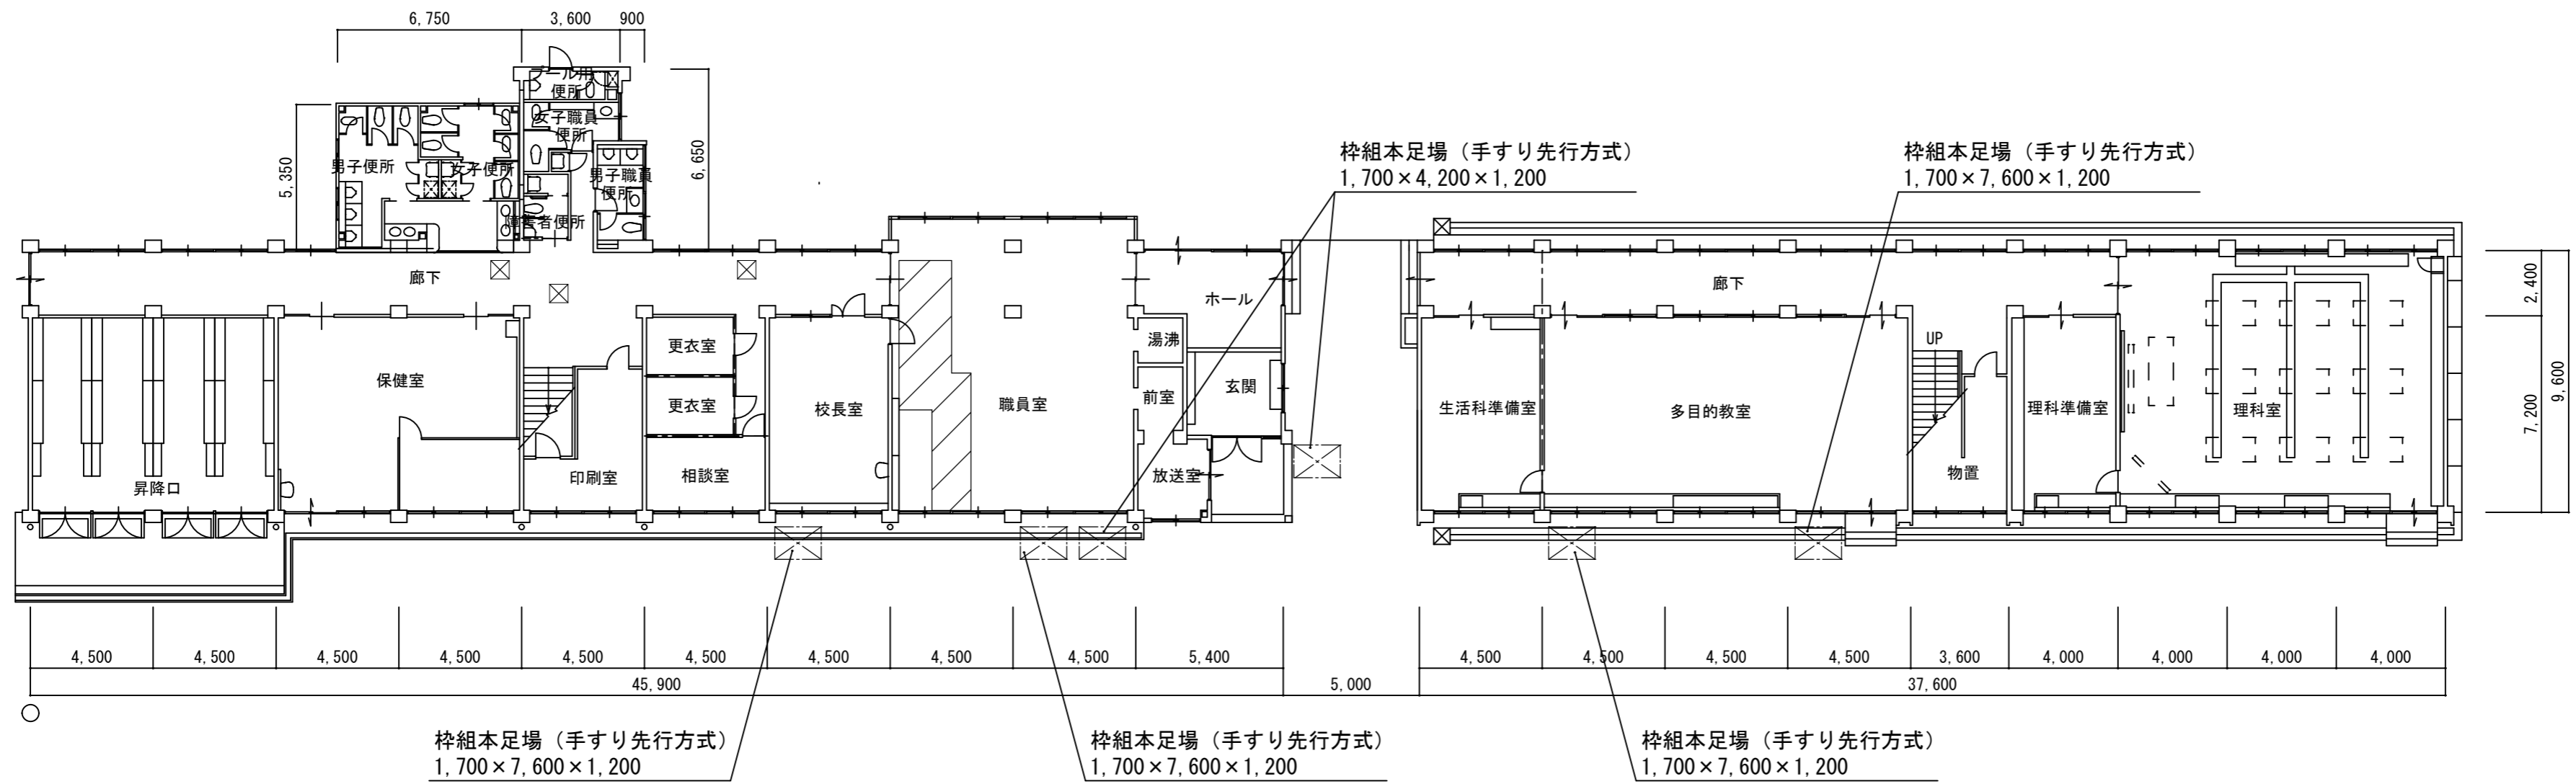 6,750
3,600
900
5,350
6,650
プール用
便所
女子職員
便所
男子便所
女子便所
男子職員
便所
障害者便所
枠組本足場（手すり先行方式）
1,700×4,200×1,200
枠組本足場（手すり先行方式）
1,700×7,600×1,200
廊下
ホール
廊下
2,400
7,200
9,600
更衣室
湯沸
UP
保健室
更衣室
校長室
職員室
前室
玄関
生活科準備室
多目的教室
理科準備室
理科室
昇降口
印刷室
相談室
放送室
物置
4,500
4,500
4,500
4,500
4,500
4,500
4,500
4,500
4,500
5,400
4,500
4,500
4,500
4,500
3,600
4,000
4,000
4,000
4,000
45,900
5,000
37,600
枠組本足場（手すり先行方式）
1,700×7,600×1,200
枠組本足場（手すり先行方式）
1,700×7,600×1,200
枠組本足場（手すり先行方式）
1,700×7,600×1,200